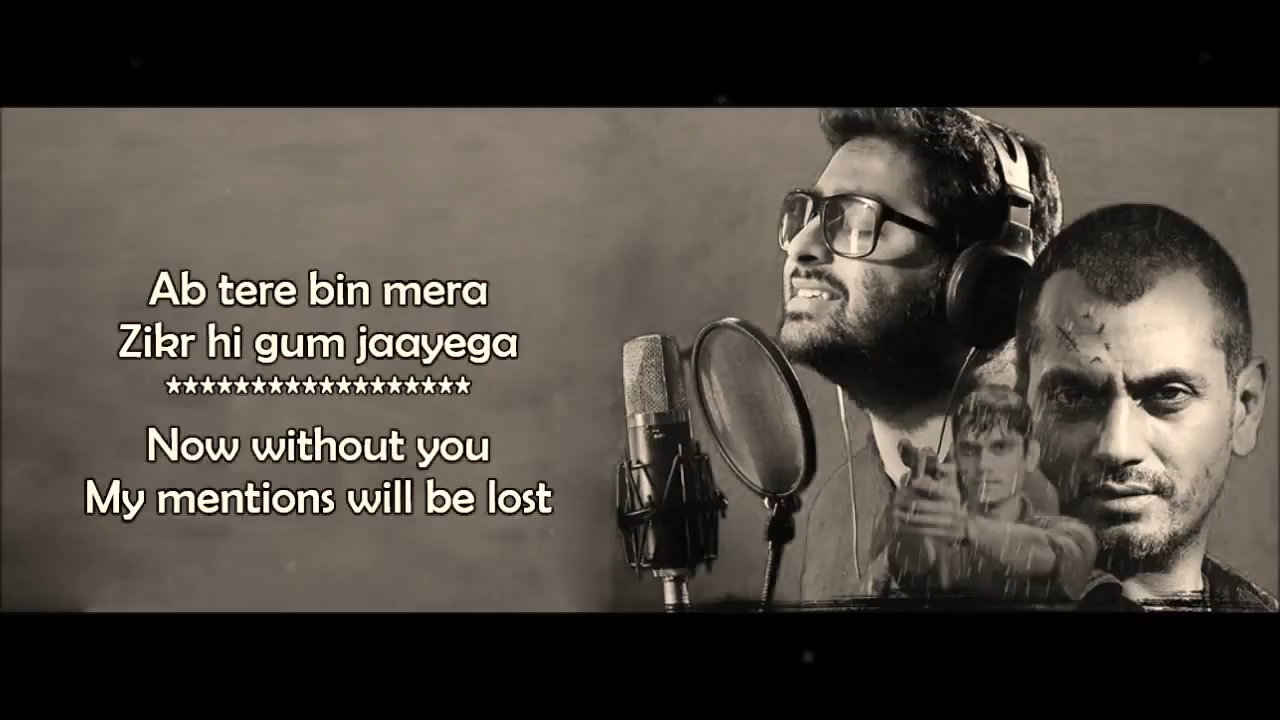 Ab tere bin mera
Zikr hi gum jaayega
******************
Now without you
My mentions will be lost